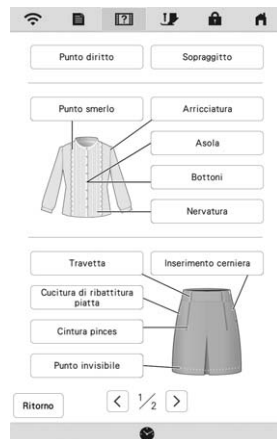 Punto diritto
Sopraggitto
Punto smerlo
Arricciatura
Asola
Bottoni
Nervatura
Travetta
Inserimento cerniera
Cucitura di ribattitura
piatta
Cintura pinces
Punto invisibile
Ritorno
1/2